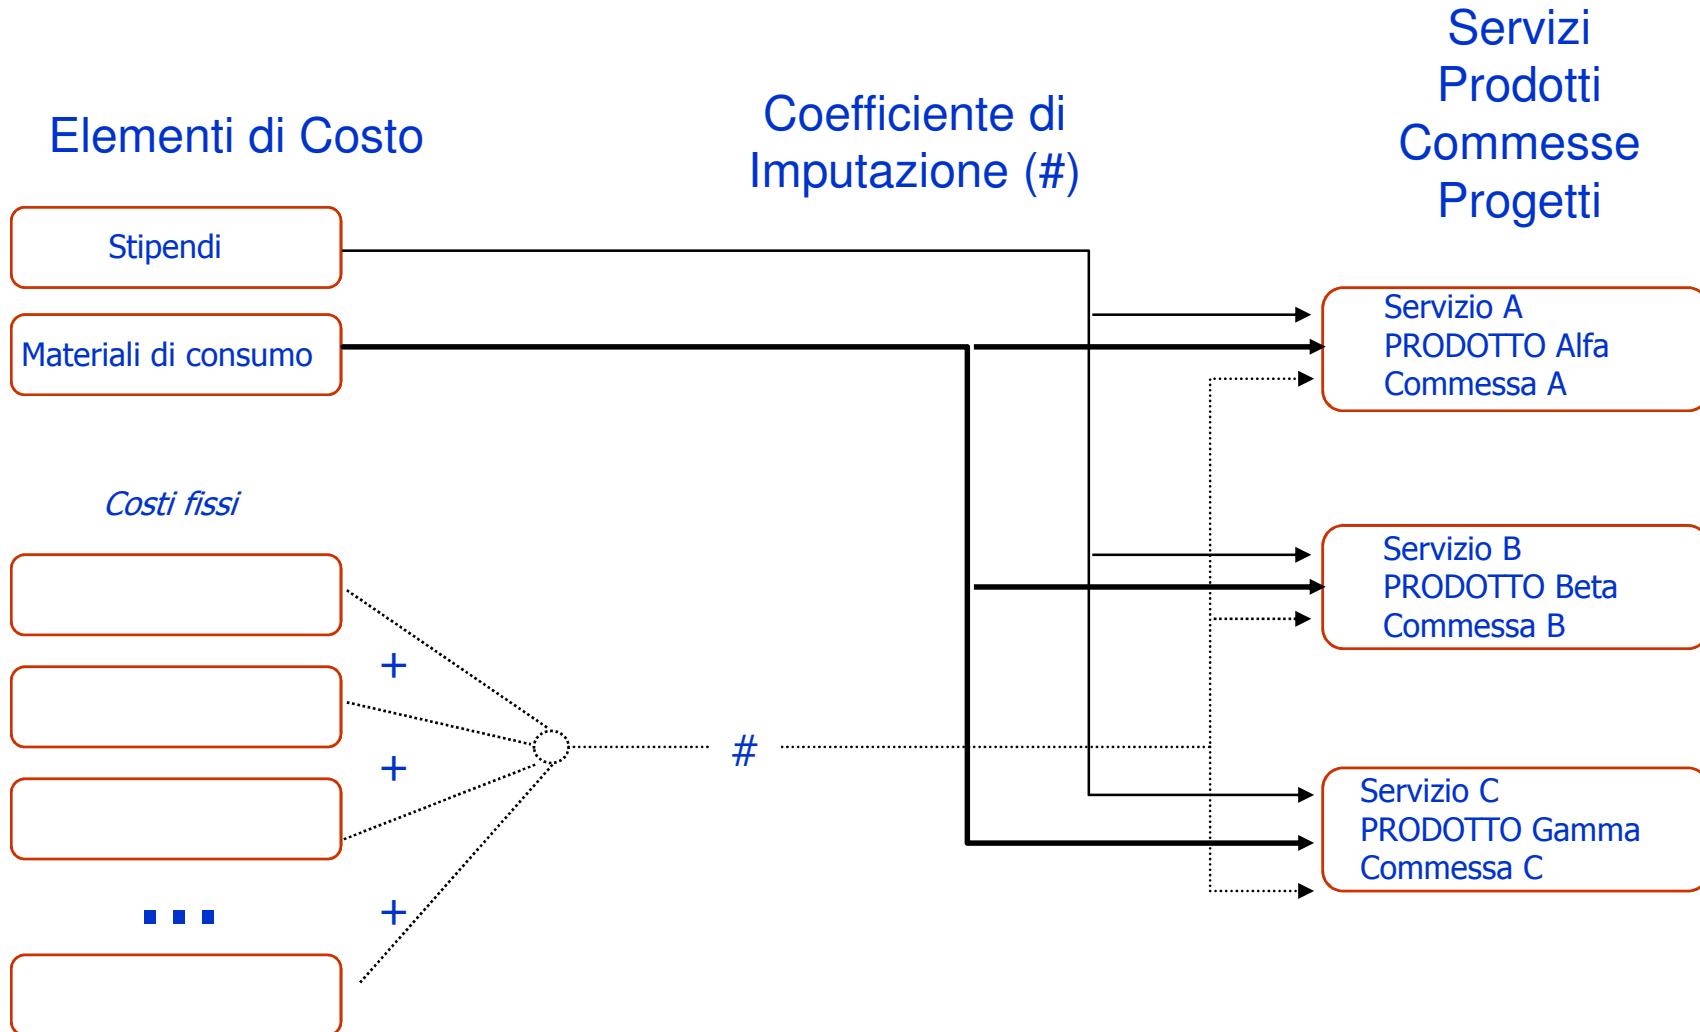 Elementi di Costo
Coefficiente di
Imputazione (#)
Servizi
Prodotti
Commesse
Progetti
Stipendi
Materiali di consumo
Costi fissi
+
+
+
...
#
Servizio A
PRODOTTO Alfa
Commessa A
Servizio B
PRODOTTO Beta
Commessa B
Servizio C
PRODOTTO Gamma
Commessa C